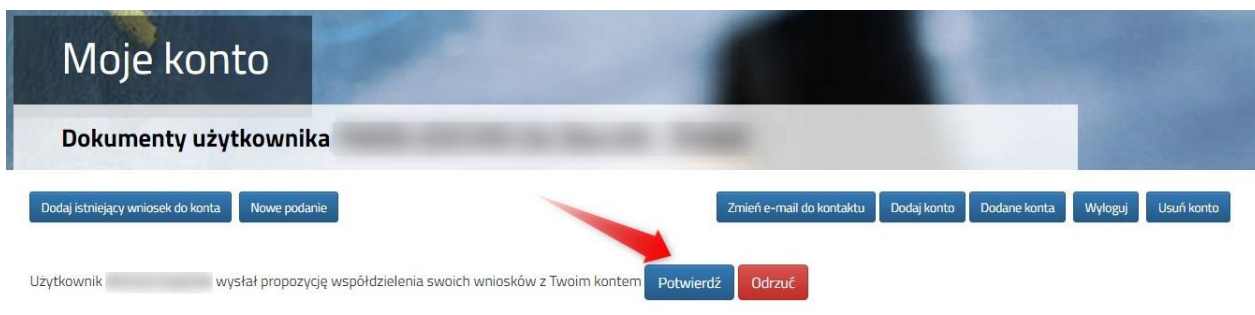 Moje konto
Dokumenty użytkownika
Dodaj istniejący wniosek do konta Nowe podanie Zmień e-mail do kontaktu Dodaj konto Dodane konta Wyloguj Usuń konto
Użytkownik wysłał propozycję współdzielenia swoich wniosków z Twoim kontem Potwierdź Odrzuć